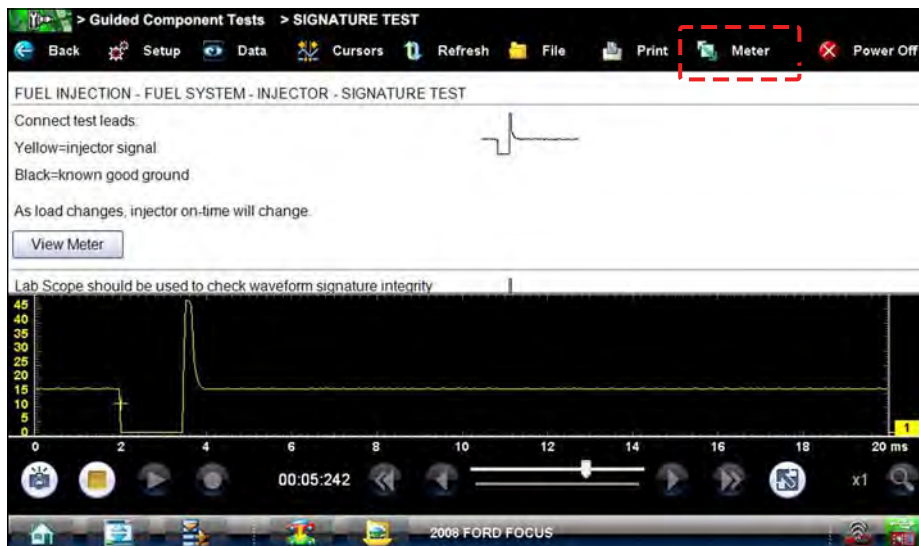 > Guided Component Tests > SIGNATURE TEST
Back Setup Data Cursors Refresh File Print Meter Power Off
FUEL INJECTION - FUEL SYSTEM - INJECTOR - SIGNATURE TEST
Connect test leads:
Yellow=injector signal
Black=known good ground
As load changes, injector on-time will change.
View Meter
Lab Scope should be used to check waveform signature integrity
45
40
35
30
25
20
15
10
5
0
1
0 2 4 6 8 10 12 14 16 18 20 ms
00:05:242 x1
2008 FORD FOCUS